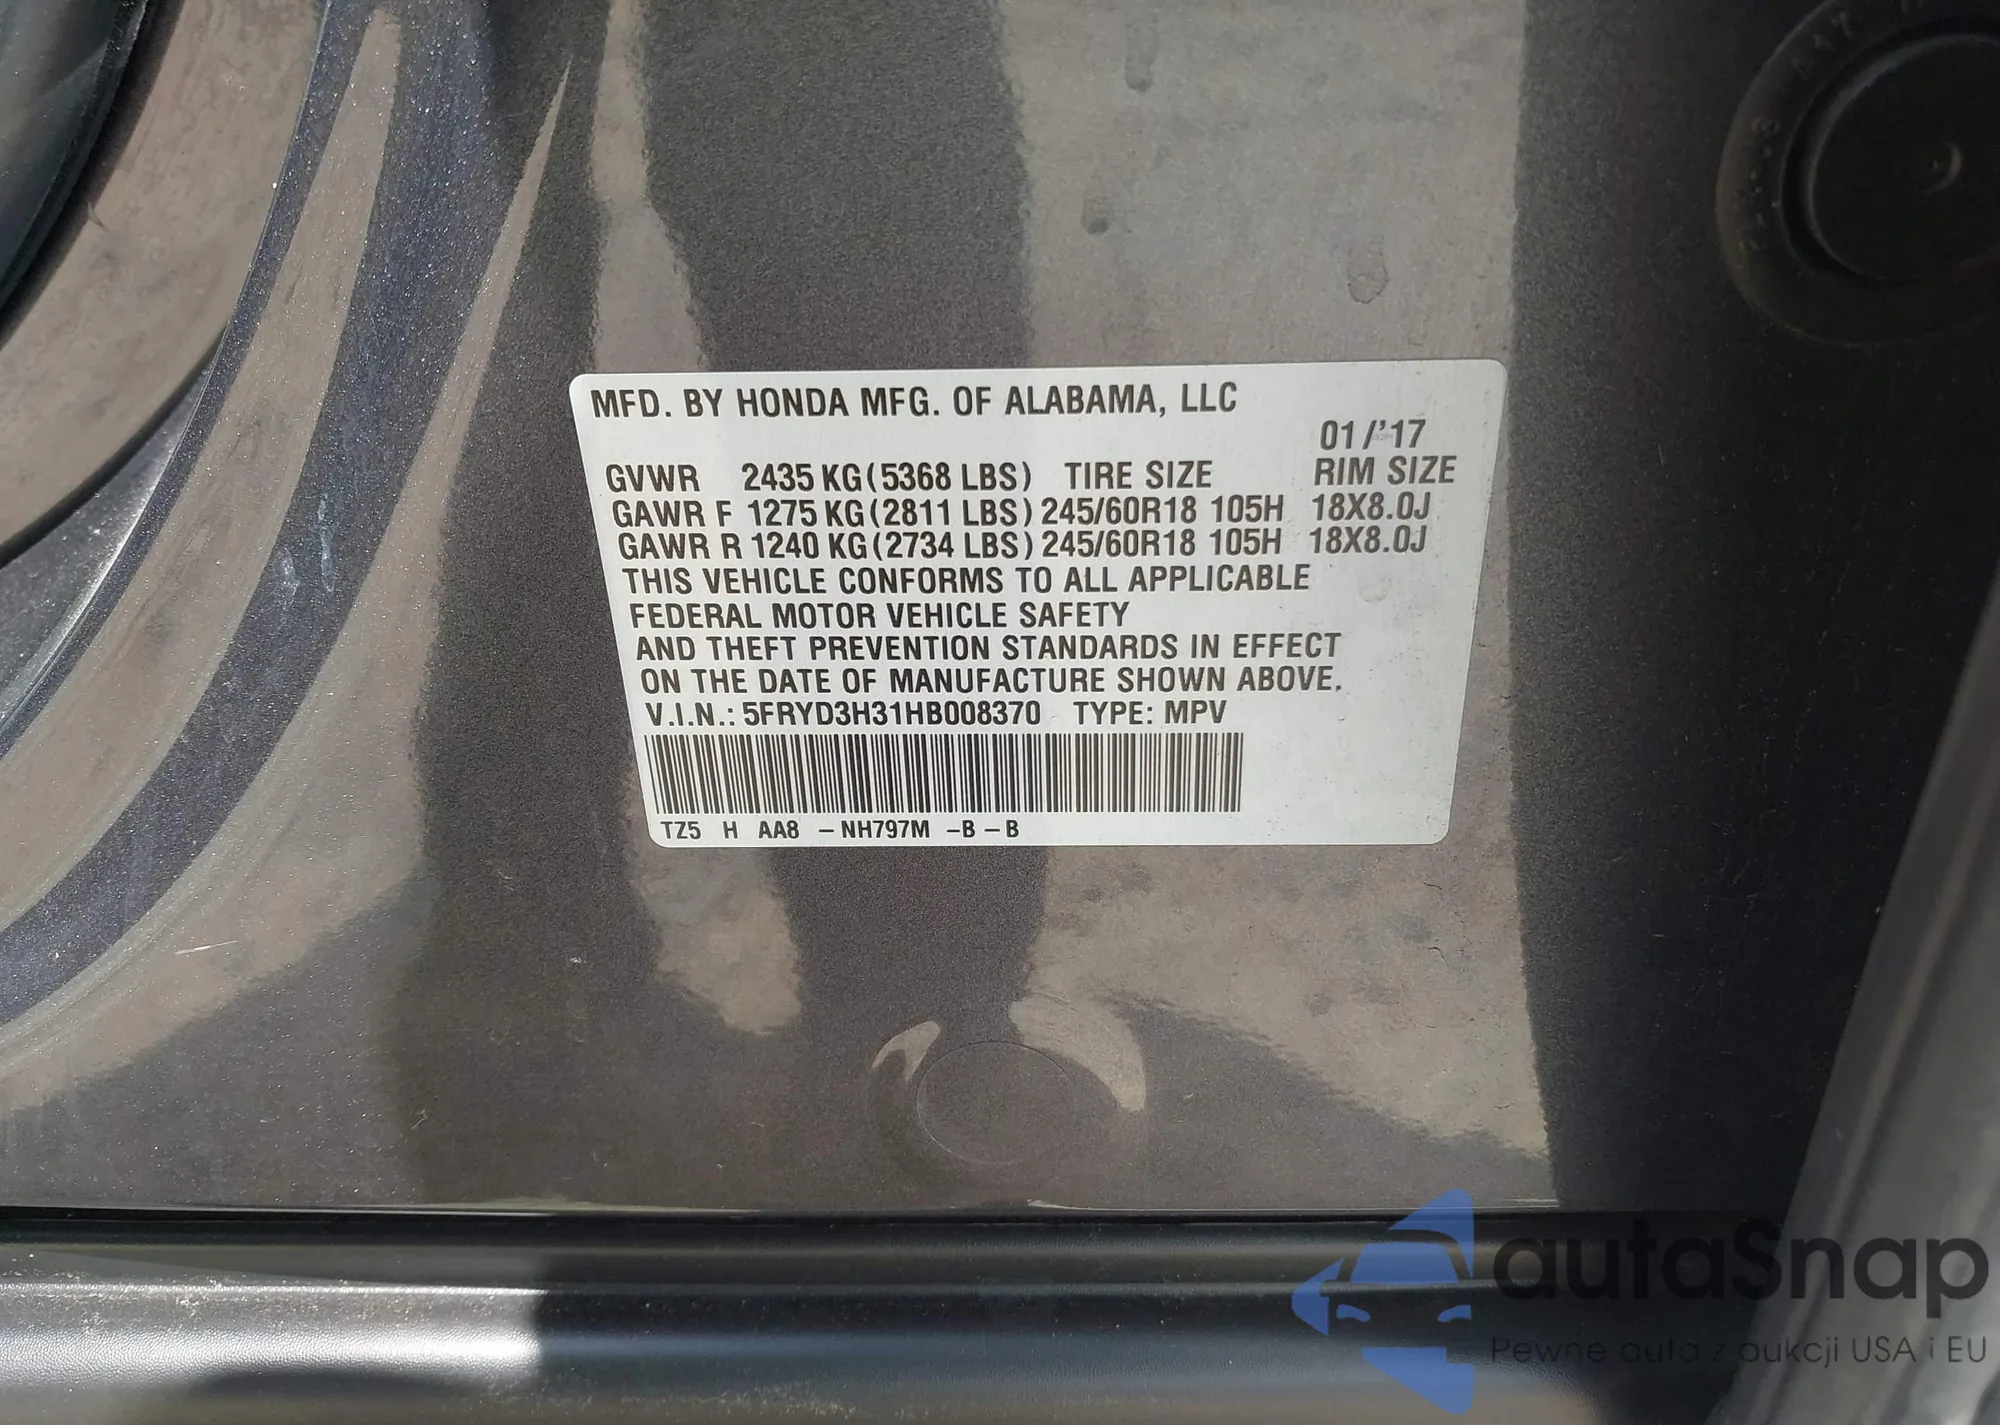 MFD. BY HONDA MFG. OF ALABAMA, LLC
01/'17
GVWR 2435 KG (5368 LBS) TIRE SIZE RIM SIZE
GAWR F 1275 KG (2811 LBS) 245/60R18 105H 18X8.0J
GAWR R 1240 KG (2734 LBS) 245/60R18 105H 18X8.0J
THIS VEHICLE CONFORMS TO ALL APPLICABLE
FEDERAL MOTOR VEHICLE SAFETY
AND THEFT PREVENTION STANDARDS IN EFFECT
ON THE DATE OF MANUFACTURE SHOWN ABOVE.
V.I.N.: 5FRYD3H31HB008370 TYPE: MPV
TZ5 H AA8 -NH797M -B -B
autaSnap
Pewne auta z aukcji USA i EU